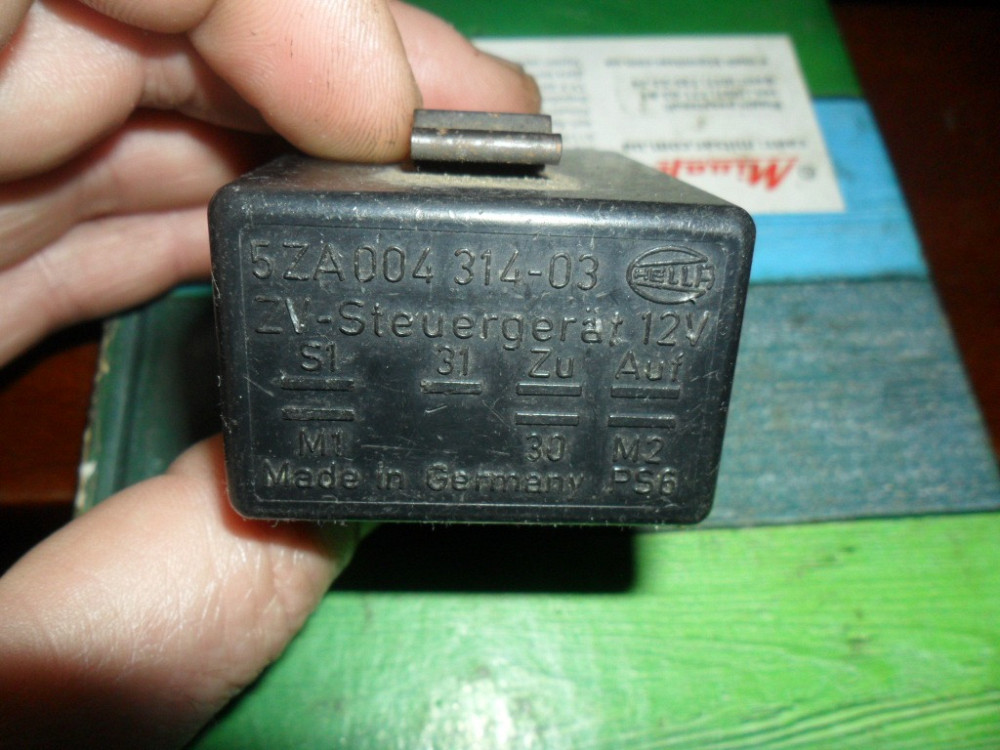 5ZA 004 314-03 HELLA
ZV-Steuergerät 12V
S1 31 Zu Auf
M1 30 M2
Made in Germany PS6